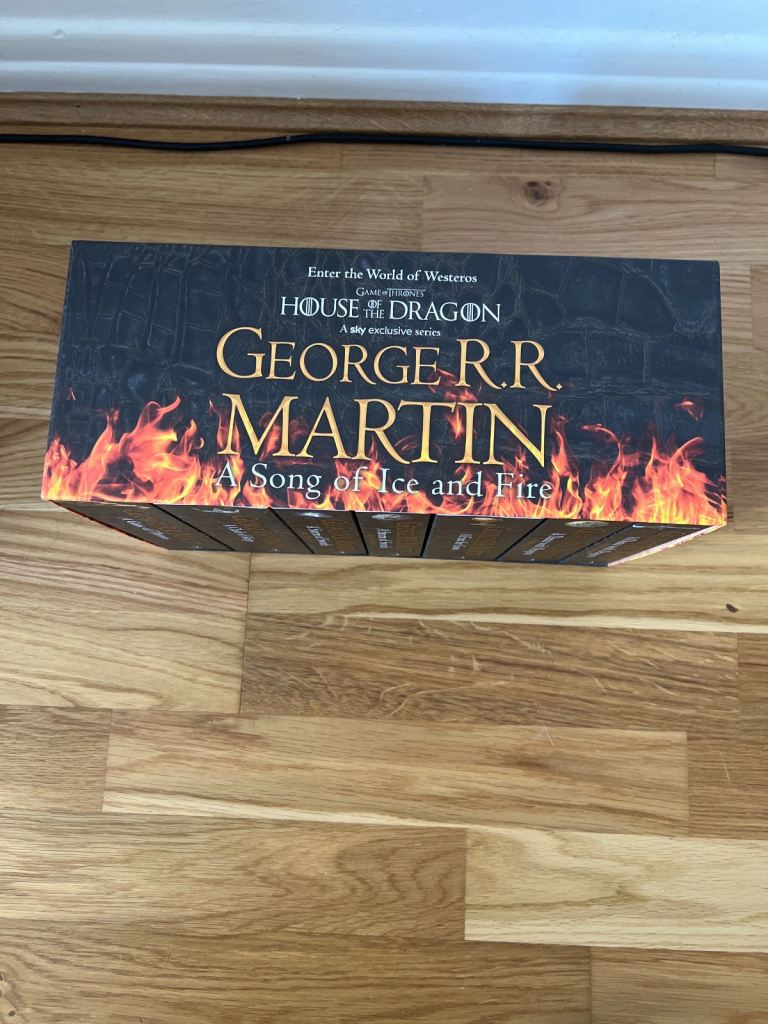 Enter the World of Westeros
GAME OF THRONES
HOUSE OF THE DRAGON
A sky exclusive series
GEORGE R.R.
MARTIN
A Song of Ice and Fire